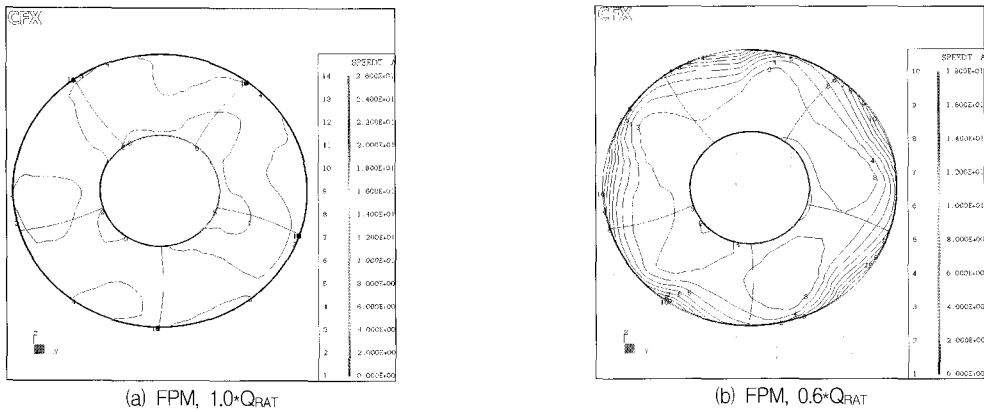 CFX
SPEEDT A
14 2.600E+01
13 2.400E+01
12 2.200E+01
11 2.000E+01
10 1.800E+01
9 1.600E+01
8 1.400E+01
7 1.200E+01
6 1.000E+01
5 8.000E+00
4 6.000E+00
3 4.000E+00
2 2.000E+00
1 0.000E+00
Z
Y
(a) FPM, 1.0*QRAT
CFX
SPEEDT A
10 1.800E+01
9 1.600E+01
8 1.400E+01
7 1.200E+01
6 1.000E+01
5 8.000E+00
4 6.000E+00
3 4.000E+00
2 2.000E+00
1 0.000E+00
Z
Y
(b) FPM, 0.6*QRAT